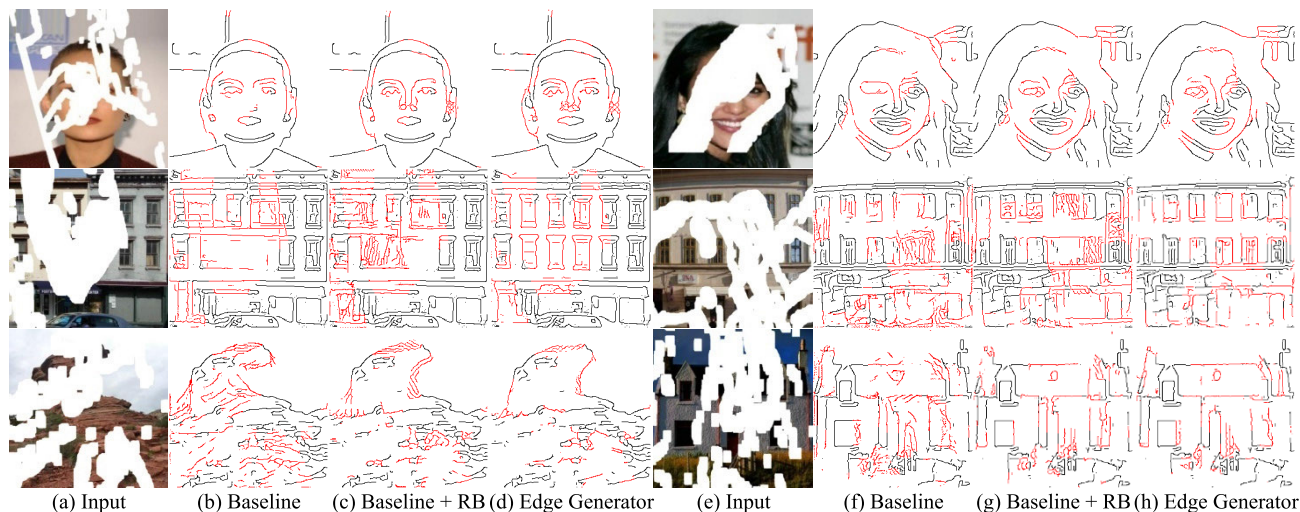 (a) Input (b) Baseline (c) Baseline + RB (d) Edge Generator (e) Input (f) Baseline (g) Baseline + RB (h) Edge Generator